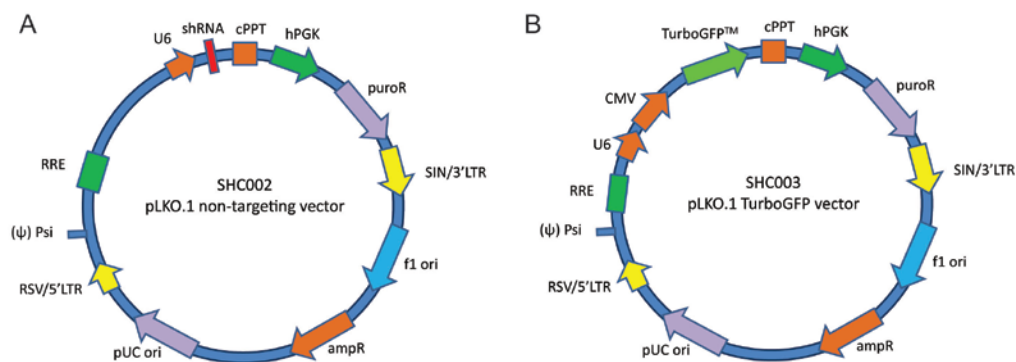 A
U6
shRNA
cPPT
hPGK
puroR
SIN/3'LTR
f1 ori
ampR
pUC ori
RSV/5'LTR
(ψ) Psi
RRE
SHC002
pLKO.1 non-targeting vector
B
TurboGFP™
cPPT
hPGK
puroR
SIN/3'LTR
f1 ori
ampR
pUC ori
RSV/5'LTR
(ψ) Psi
RRE
U6
CMV
SHC003
pLKO.1 TurboGFP vector